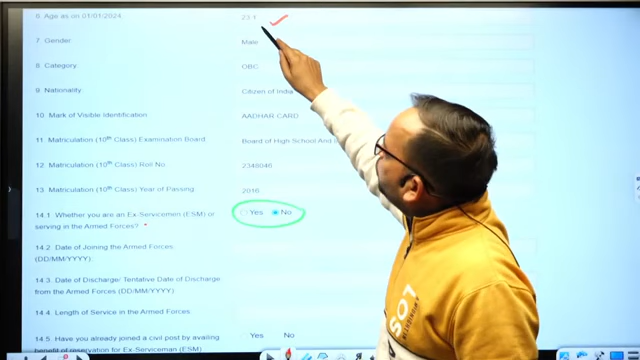 6. Age as on 01/01/2024
23.1
7. Gender
Male
8. Category
OBC
9. Nationality
Citizen of India
10. Mark of Visible Identification
AADHAR CARD
11. Matriculation (10th Class) Examination Board
Board of High School And
12. Matriculation (10th Class) Roll No.
2348046
13. Matriculation (10th Class) Year of Passing
2016
14.1 Whether you are an Ex-Servicemen (ESM) or
serving in the Armed Forces? *
Yes No
14.2. Date of Joining the Armed Forces.
(DD/MM/YYYY).
14.3. Date of Discharge/ Tentative Date of Discharge
from the Armed Forces (DD/MM/YYYY)
14.4. Length of Service in the Armed Forces.
14.5. Have you already joined a civil post by availing
benefit of reservation for Ex-Serviceman (ESM)
Yes No